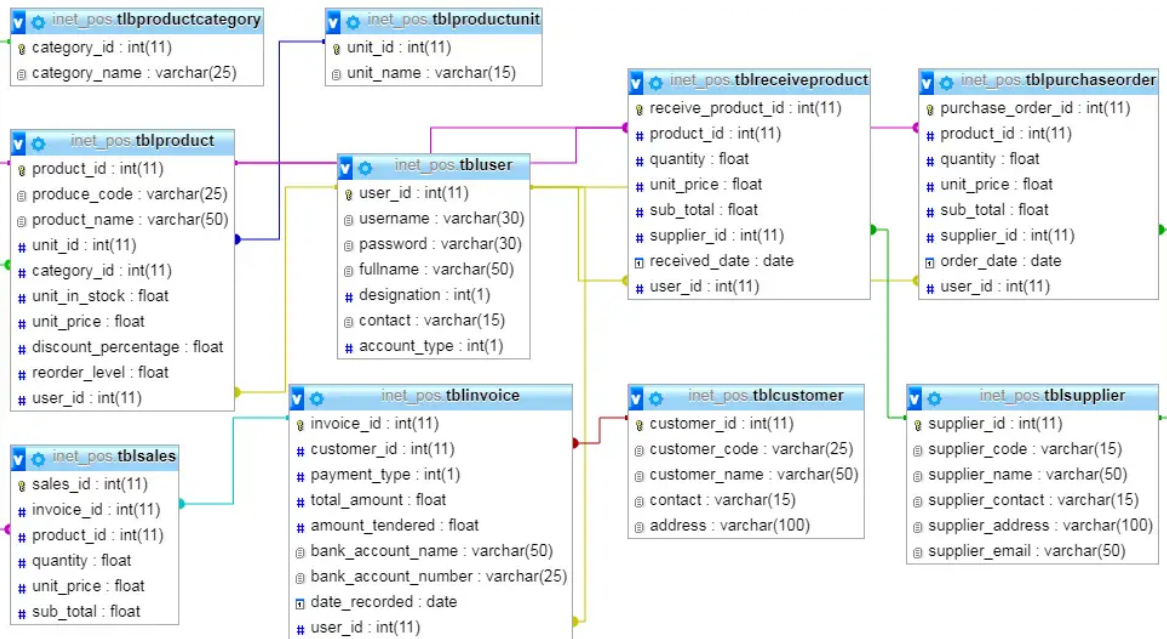 inet_pos.tlbproductcategory
category_id : int(11)
category_name : varchar(25)
inet_pos.tblproductunit
unit_id : int(11)
unit_name : varchar(15)
inet_pos.tblreceiveproduct
receive_product_id : int(11)
product_id : int(11)
quantity : float
unit_price : float
sub_total : float
supplier_id : int(11)
received_date : date
user_id : int(11)
inet_pos.tblpurchaseorder
purchase_order_id : int(11)
product_id : int(11)
quantity : float
unit_price : float
sub_total : float
supplier_id : int(11)
order_date : date
user_id : int(11)
inet_pos.tblproduct
product_id : int(11)
produce_code : varchar(25)
product_name : varchar(50)
unit_id : int(11)
category_id : int(11)
unit_in_stock : float
unit_price : float
discount_percentage : float
reorder_level : float
user_id : int(11)
inet_pos.tbluser
user_id : int(11)
username : varchar(30)
password : varchar(30)
fullname : varchar(50)
designation : int(1)
contact : varchar(15)
account_type : int(1)
inet_pos.tblinvoice
invoice_id : int(11)
customer_id : int(11)
payment_type : int(1)
total_amount : float
amount_tendered : float
bank_account_name : varchar(50)
bank_account_number : varchar(25)
date_recorded : date
user_id : int(11)
inet_pos.tblcustomer
customer_id : int(11)
customer_code : varchar(25)
customer_name : varchar(50)
contact : varchar(15)
address : varchar(100)
inet_pos.tblsupplier
supplier_id : int(11)
supplier_code : varchar(15)
supplier_name : varchar(50)
supplier_contact : varchar(15)
supplier_address : varchar(100)
supplier_email : varchar(50)
inet_pos.tblsales
sales_id : int(11)
invoice_id : int(11)
product_id : int(11)
quantity : float
unit_price : float
sub_total : float